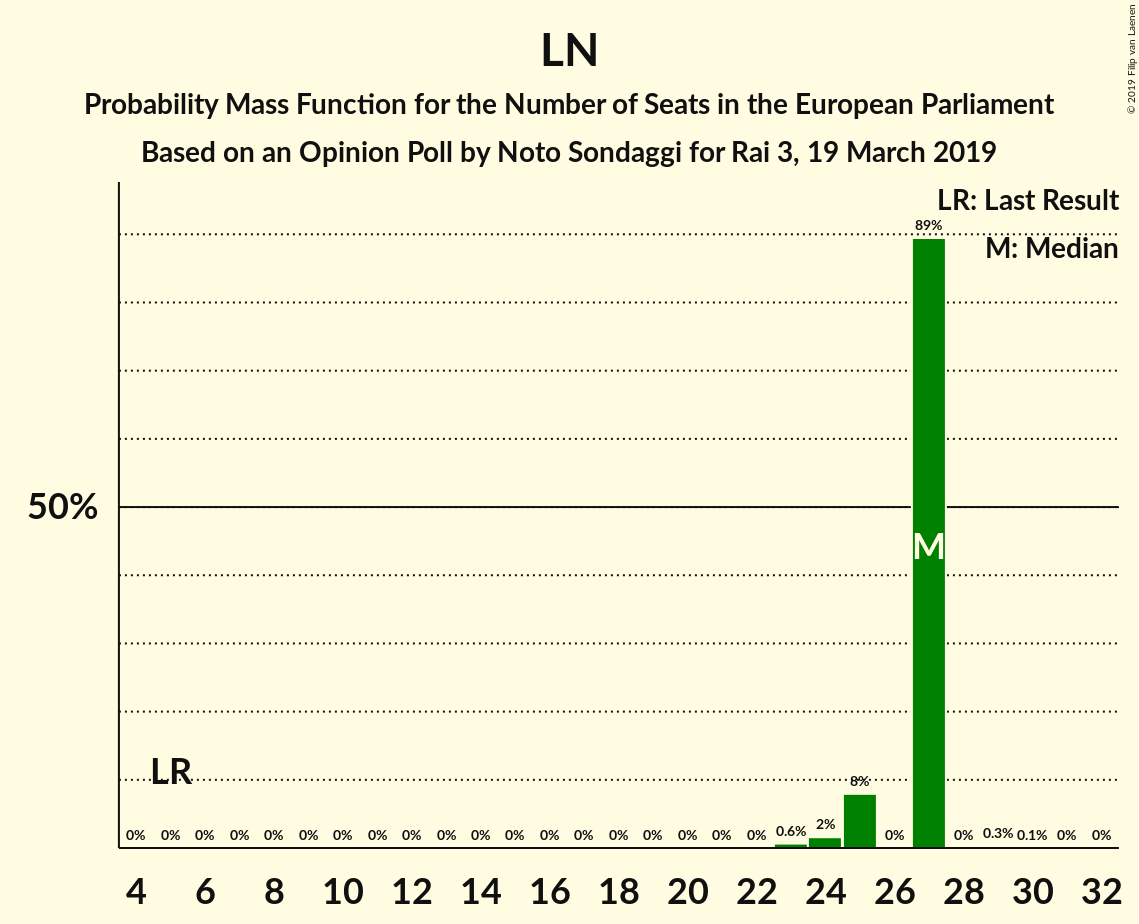 LN
Probability Mass Function for the Number of Seats in the European Parliament
Based on an Opinion Poll by Noto Sondaggi for Rai 3, 19 March 2019
© 2019 Filip van Laenen
LR: Last Result
M: Median
89%
50%
M
LR
0% 0% 0% 0% 0% 0% 0% 0% 0% 0% 0% 0% 0% 0% 0% 0% 0% 0% 0% 0.6% 2% 8% 0% 0% 0.3% 0.1% 0% 0%
4 6 8 10 12 14 16 18 20 22 24 26 28 30 32